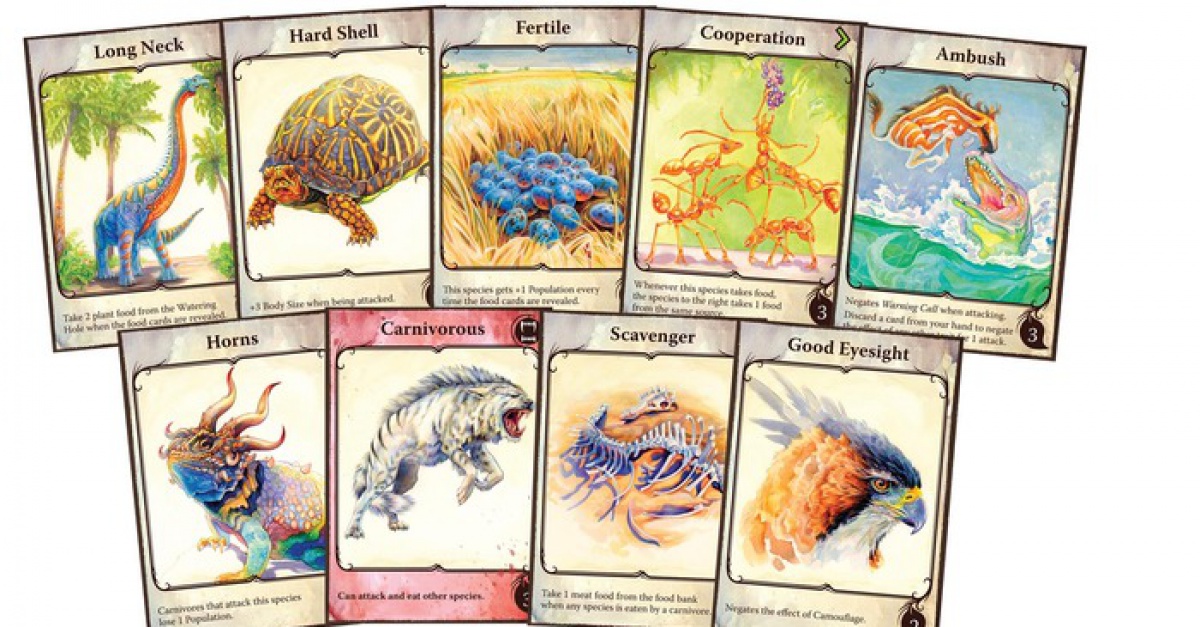 Long Neck
Take 2 plant food from the Watering
Hole when the food cards are revealed.
Hard Shell
+3 Body Size when being attacked.
Fertile
This species gets +1 Population every
time the food cards are revealed.
Cooperation
Whenever this species takes food,
the species to the right takes 1 food
from the same source.
3
Ambush
Negates Warning Call when attacking.
Discard a card from your hand to negate
1 attack.
3
Horns
Carnivores that attack this species
lose 1 Population.
Carnivorous
Can attack and eat other species.
Scavenger
Take 1 meat food from the food bank
when any species is eaten by a carnivore.
Good Eyesight
Negates the effect of Camouflage.